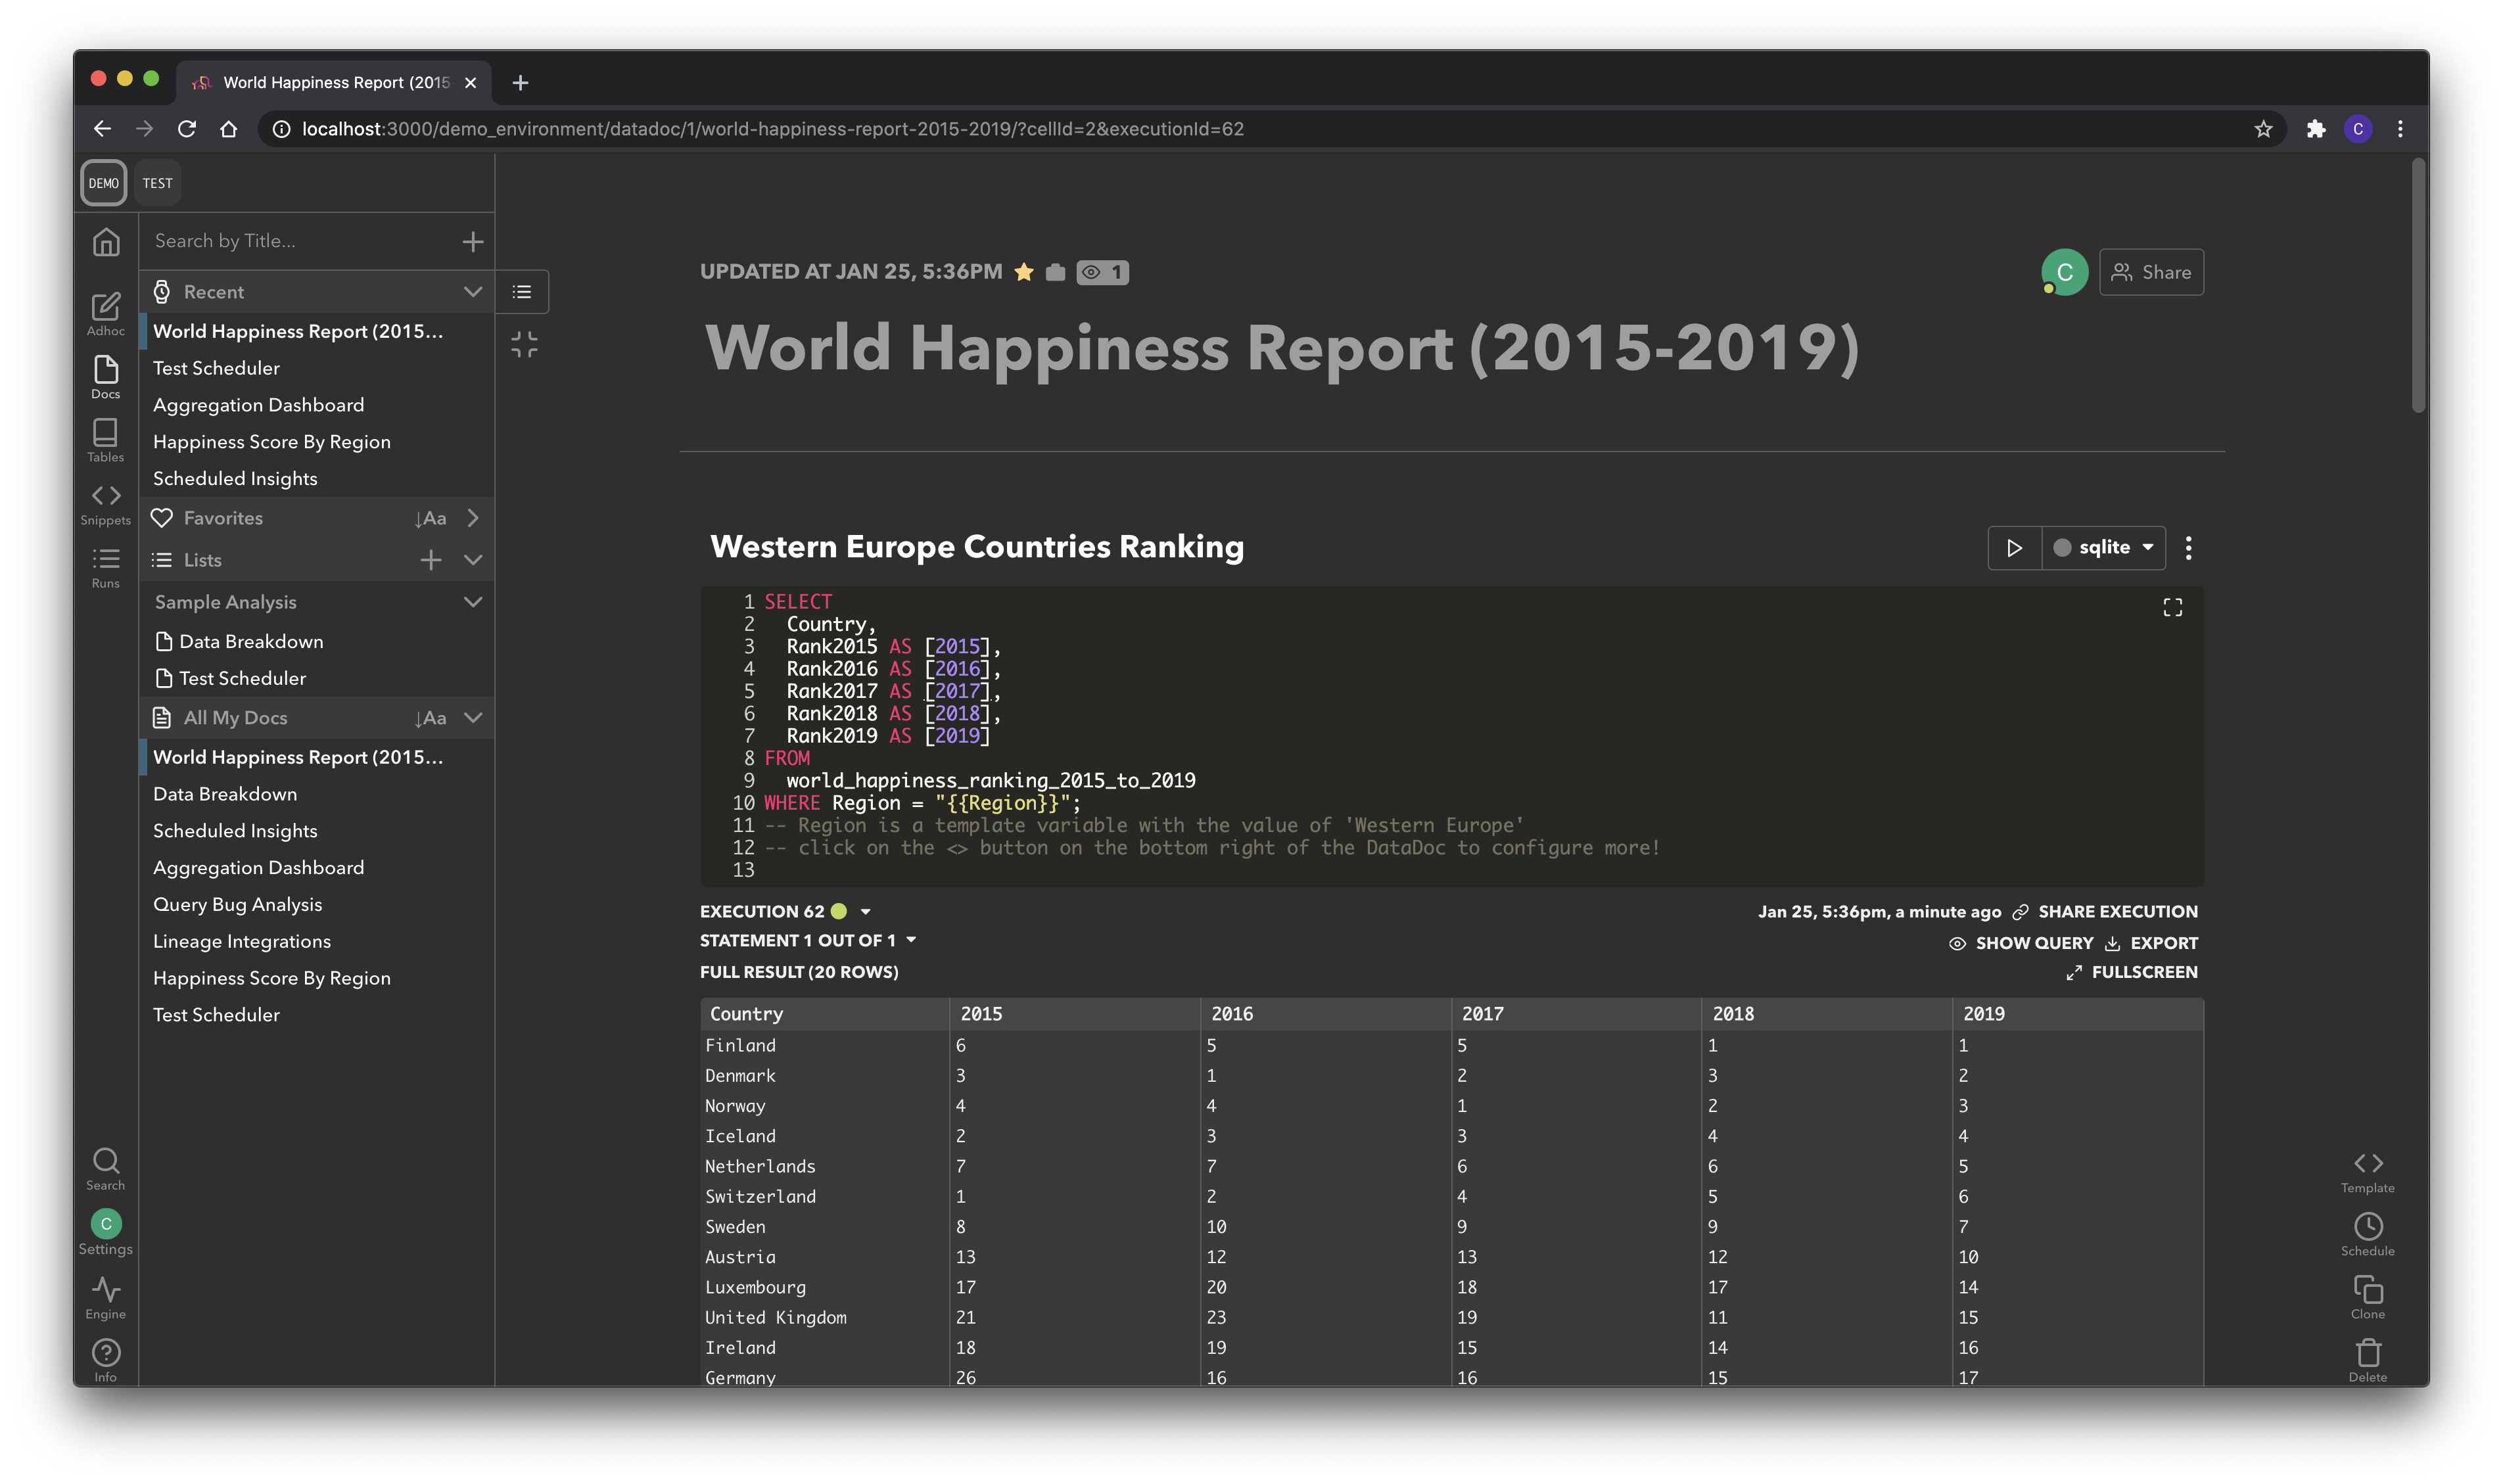 World Happiness Report (2015
localhost:3000/demo_environment/datadoc/1/world-happiness-report-2015-2019/?cellId=2&executionId=62
C
DEMO
TEST
Adhoc
Docs
Tables
Snippets
Runs
Search
C
Settings
Engine
Info
Search by Title...
Recent
World Happiness Report (2015...
Test Scheduler
Aggregation Dashboard
Happiness Score By Region
Scheduled Insights
Favorites ↓Aa
Lists
Sample Analysis
Data Breakdown
Test Scheduler
All My Docs ↓Aa
World Happiness Report (2015...
Data Breakdown
Scheduled Insights
Aggregation Dashboard
Query Bug Analysis
Lineage Integrations
Happiness Score By Region
Test Scheduler
UPDATED AT JAN 25, 5:36PM 1
C Share
World Happiness Report (2015-2019)
Western Europe Countries Ranking
sqlite
1 SELECT
2 Country,
3 Rank2015 AS [2015],
4 Rank2016 AS [2016],
5 Rank2017 AS [2017],
6 Rank2018 AS [2018],
7 Rank2019 AS [2019]
8 FROM
9 world_happiness_ranking_2015_to_2019
10 WHERE Region = "{{Region}}";
11 -- Region is a template variable with the value of 'Western Europe'
12 -- click on the <> button on the bottom right of the DataDoc to configure more!
13
EXECUTION 62 Jan 25, 5:36pm, a minute ago SHARE EXECUTION
STATEMENT 1 OUT OF 1 SHOW QUERY EXPORT
FULL RESULT (20 ROWS) FULLSCREEN
Country 2015 2016 2017 2018 2019
Finland 6 5 5 1 1
Denmark 3 1 2 3 2
Norway 4 4 1 2 3
Iceland 2 3 3 4 4
Netherlands 7 7 6 6 5
Switzerland 1 2 4 5 6
Sweden 8 10 9 9 7
Austria 13 12 13 12 10
Luxembourg 17 20 18 17 14
United Kingdom 21 23 19 11 15
Ireland 18 19 15 14 16
Germany 26 16 16 15 17
Template
Schedule
Clone
Delete